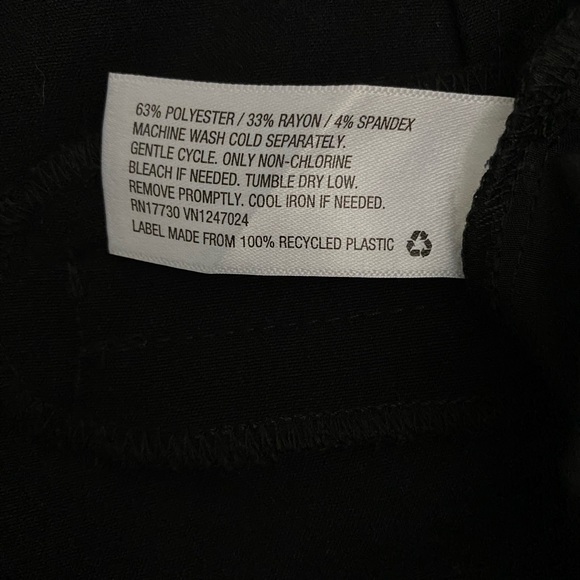 63% POLYESTER / 33% RAYON / 4% SPANDEX
MACHINE WASH COLD SEPARATELY.
GENTLE CYCLE. ONLY NON-CHLORINE
BLEACH IF NEEDED. TUMBLE DRY LOW.
REMOVE PROMPTLY. COOL IRON IF NEEDED.
RN17730 VN1247024
LABEL MADE FROM 100% RECYCLED PLASTIC